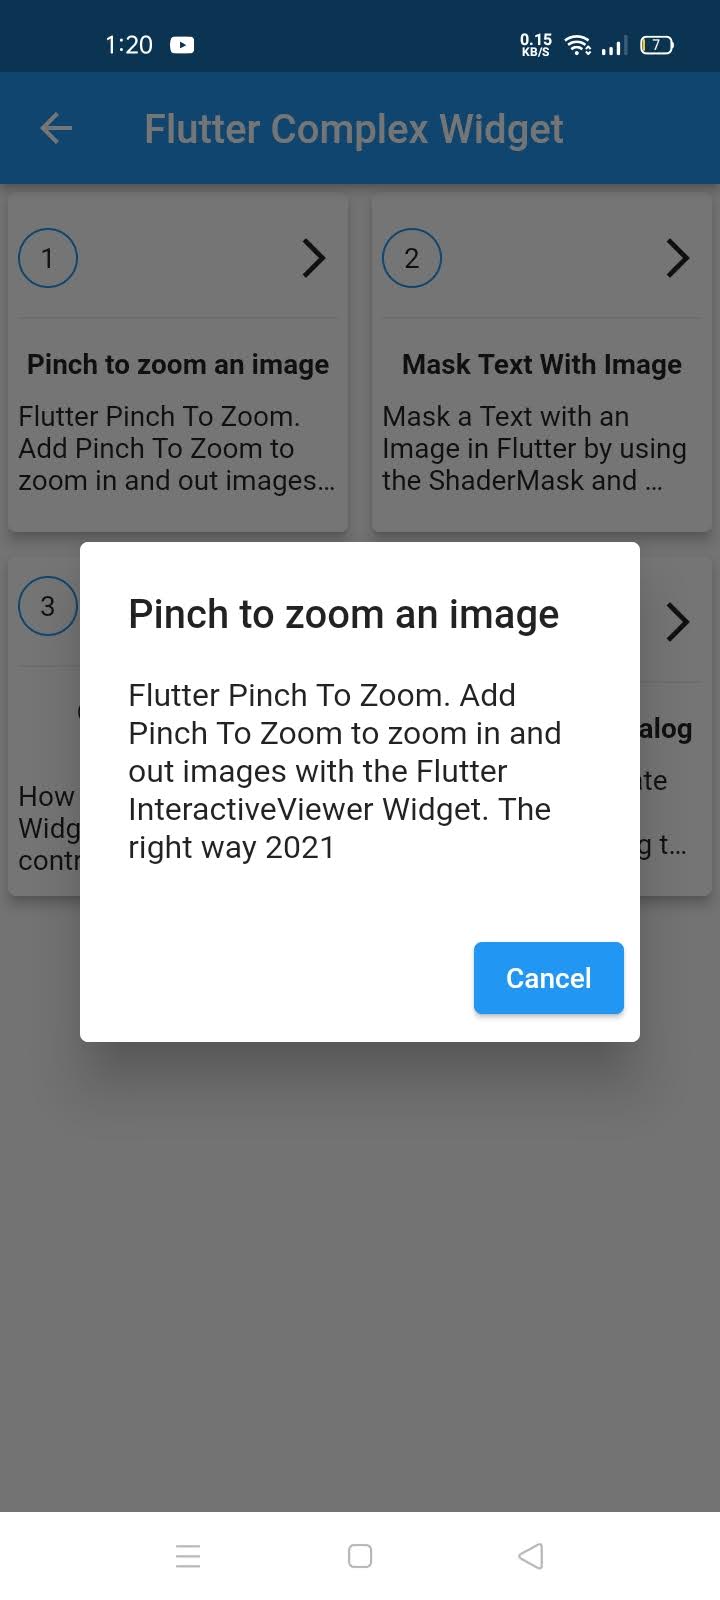 1:20
0.15
KB/S
7
Flutter Complex Widget
1
2
Pinch to zoom an image
Mask Text With Image
Flutter Pinch To Zoom.
Add Pinch To Zoom to
zoom in and out images...
Mask a Text with an
Image in Flutter by using
the ShaderMask and ...
3
How
Pinch to zoom an image
Flutter Pinch To Zoom. Add
Pinch To Zoom to zoom in and
out images with the Flutter
InteractiveViewer Widget. The
right way 2021
Cancel